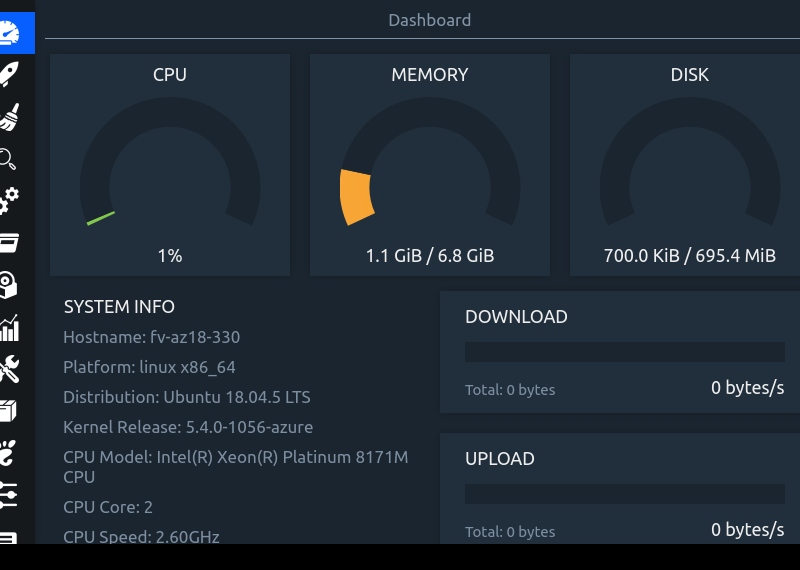 Dashboard
CPU
MEMORY
DISK
1%
1.1 GiB / 6.8 GiB
700.0 KiB / 695.4 MiB
SYSTEM INFO
Hostname: fv-az18-330
Platform: linux x86_64
Distribution: Ubuntu 18.04.5 LTS
Kernel Release: 5.4.0-1056-azure
CPU Model: Intel(R) Xeon(R) Platinum 8171M
CPU
CPU Core: 2
CPU Speed: 2.60GHz
DOWNLOAD
Total: 0 bytes
0 bytes/s
UPLOAD
Total: 0 bytes
0 bytes/s